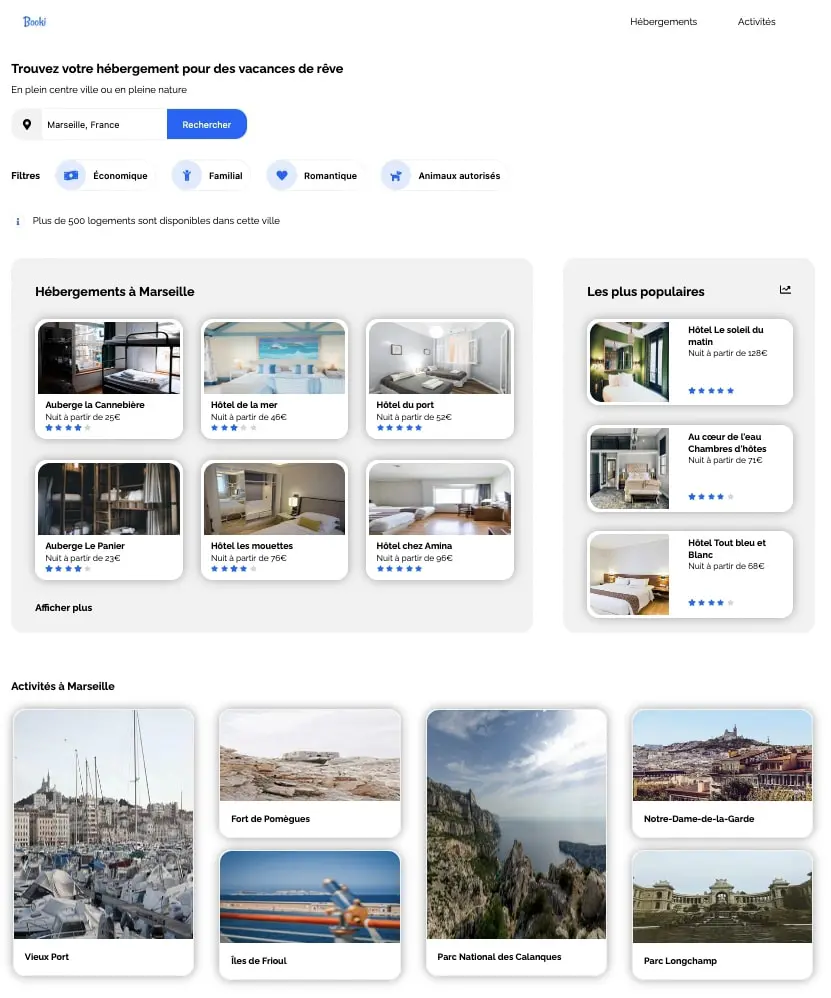 Booki
Hébergements
Activités
Trouvez votre hébergement pour des vacances de rêve
En plein centre ville ou en pleine nature
Marseille, France
Rechercher
Filtres
Économique
Familial
Romantique
Animaux autorisés
Plus de 500 logements sont disponibles dans cette ville
Hébergements à Marseille
Auberge la Cannebière
Nuit à partir de 25€
Hôtel de la mer
Nuit à partir de 46€
Hôtel du port
Nuit à partir de 52€
Auberge Le Panier
Nuit à partir de 23€
Hôtel les mouettes
Nuit à partir de 76€
Hôtel chez Amina
Nuit à partir de 96€
Afficher plus
Les plus populaires
Hôtel Le soleil du
matin
Nuit à partir de 128€
Au cœur de l'eau
Chambres d'hôtes
Nuit à partir de 71€
Hôtel Tout bleu et
Blanc
Nuit à partir de 68€
Activités à Marseille
Vieux Port
Fort de Pomègues
Îles de Frioul
Parc National des Calanques
Notre-Dame-de-la-Garde
Parc Longchamp